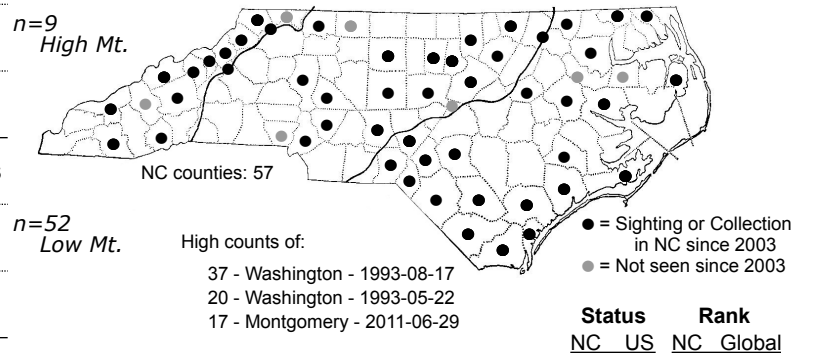 n=9
High Mt.
NC counties: 57
n=52
Low Mt.
High counts of:
37 - Washington - 1993-08-17
20 - Washington - 1993-05-22
17 - Montgomery - 2011-06-29
● = Sighting or Collection
in NC since 2003
● = Not seen since 2003
Status Rank
NC US NC Global